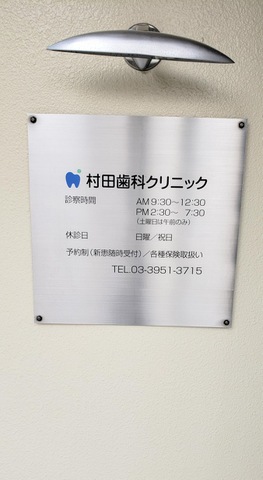 村田歯科クリニック
診察時間 AM 9:30～12:30
PM 2:30～ 7:30
（土曜日は午前のみ）
休診日 日曜／祝日
予約制（新患随時受付）／各種保険取扱い
TEL.03-3951-3715